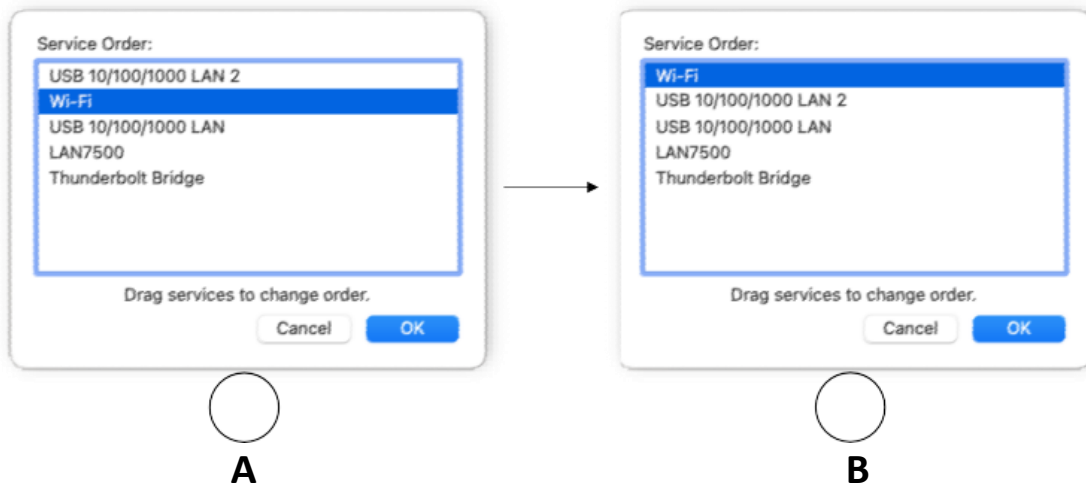 Service Order:
USB 10/100/1000 LAN 2
Wi-Fi
USB 10/100/1000 LAN
LAN7500
Thunderbolt Bridge
Drag services to change order.
Cancel OK
A
Service Order:
Wi-Fi
USB 10/100/1000 LAN 2
USB 10/100/1000 LAN
LAN7500
Thunderbolt Bridge
Drag services to change order.
Cancel OK
B